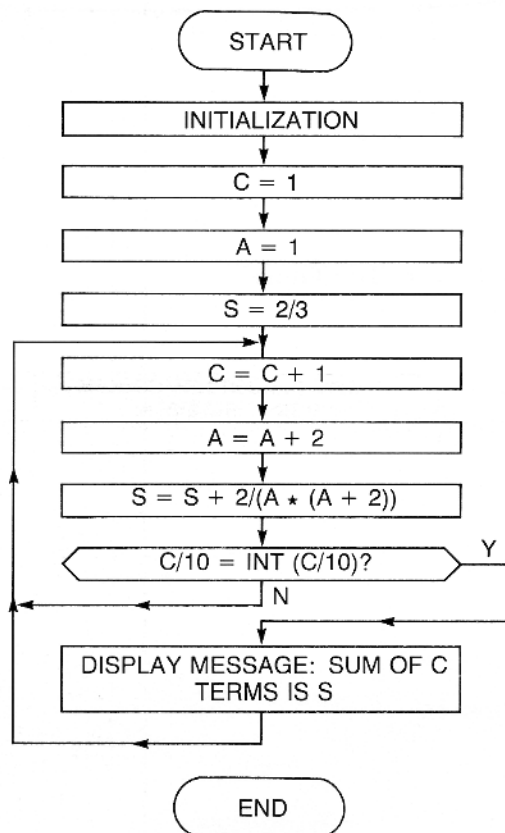 START
INITIALIZATION
C = 1
A = 1
S = 2/3
C = C + 1
A = A + 2
S = S + 2/(A ⋆ (A + 2))
C/10 = INT (C/10)?
Y
N
DISPLAY MESSAGE: SUM OF C
TERMS IS S
END